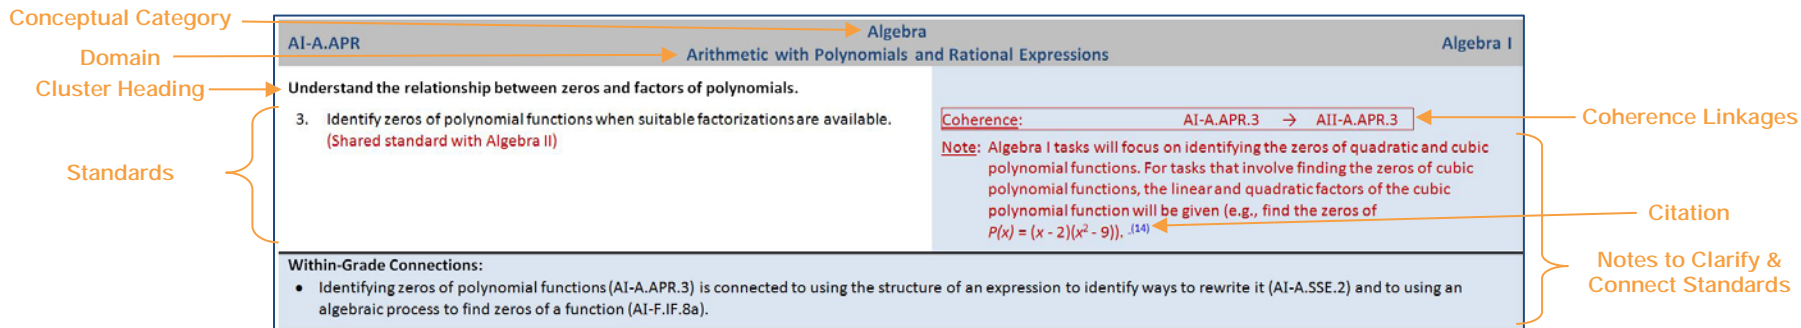 Conceptual Category
Algebra
AI-A.APR
Algebra I
Domain
Arithmetic with Polynomials and Rational Expressions
Cluster Heading
Understand the relationship between zeros and factors of polynomials.
3. Identify zeros of polynomial functions when suitable factorizations are available.
(Shared standard with Algebra II)
Standards
Coherence: AI-A.APR.3 → AII-A.APR.3
Coherence Linkages
Note: Algebra I tasks will focus on identifying the zeros of quadratic and cubic
polynomial functions. For tasks that involve finding the zeros of cubic
polynomial functions, the linear and quadratic factors of the cubic
polynomial function will be given (e.g., find the zeros of
P(x) = (x - 2)(x² - 9)). (14)
Citation
Notes to Clarify &
Connect Standards
Within-Grade Connections:
• Identifying zeros of polynomial functions (AI-A.APR.3) is connected to using the structure of an expression to identify ways to rewrite it (AI-A.SSE.2) and to using an
algebraic process to find zeros of a function (AI-F.IF.8a).